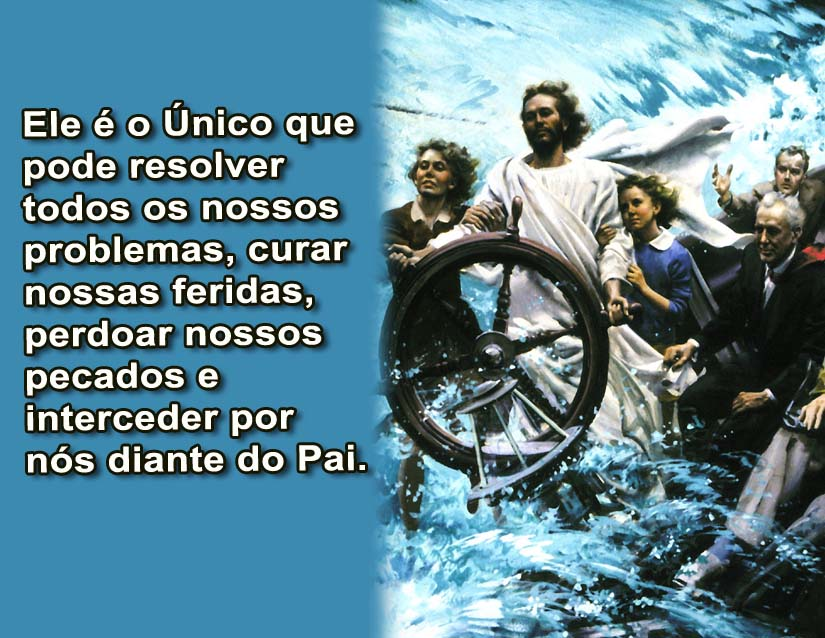 Ele é o Único que
pode resolver
todos os nossos
problemas, curar
nossas feridas,
perdoar nossos
pecados e
interceder por
nós diante do Pai.